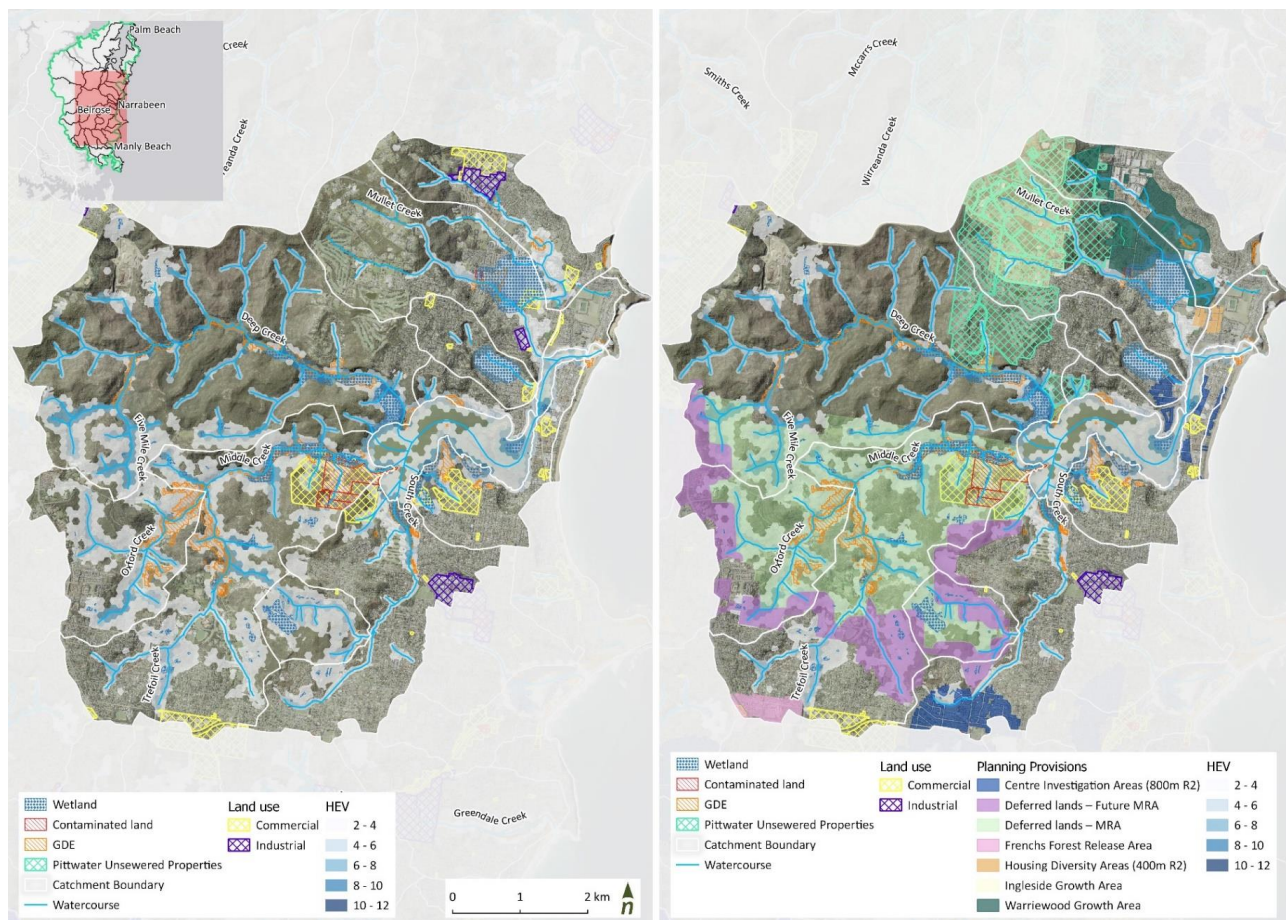 Palm Beach
Creek
Narrabeen
Belrose
Manly Beach
reanda Creek
Mullet Creek
Deep Creek
Five Mile Creek
Middle Creek
South Creek
Oxford Creek
Trefoil Creek
Greendale Creek
Wetland
Contaminated land
GDE
Pittwater Unsewered Properties
Catchment Boundary
Watercourse
Land use
Commercial
Industrial
HEV
2 - 4
4 - 6
6 - 8
8 - 10
10 - 12
0 1 2 km
n
Smiths Creek
Mccarrs Creek
Wirreanda Creek
Mullet Creek
Deep Creek
Five Mile Creek
Middle Creek
South Creek
Oxford Creek
Trefoil Creek
Wetland
Contaminated land
GDE
Pittwater Unsewered Properties
Catchment Boundary
Watercourse
Land use
Commercial
Industrial
Planning Provisions
Centre Investigation Areas (800m R2)
Deferred lands – Future MRA
Deferred lands – MRA
Frenchs Forest Release Area
Housing Diversity Areas (400m R2)
Ingleside Growth Area
Warriewood Growth Area
HEV
2 - 4
4 - 6
6 - 8
8 - 10
10 - 12